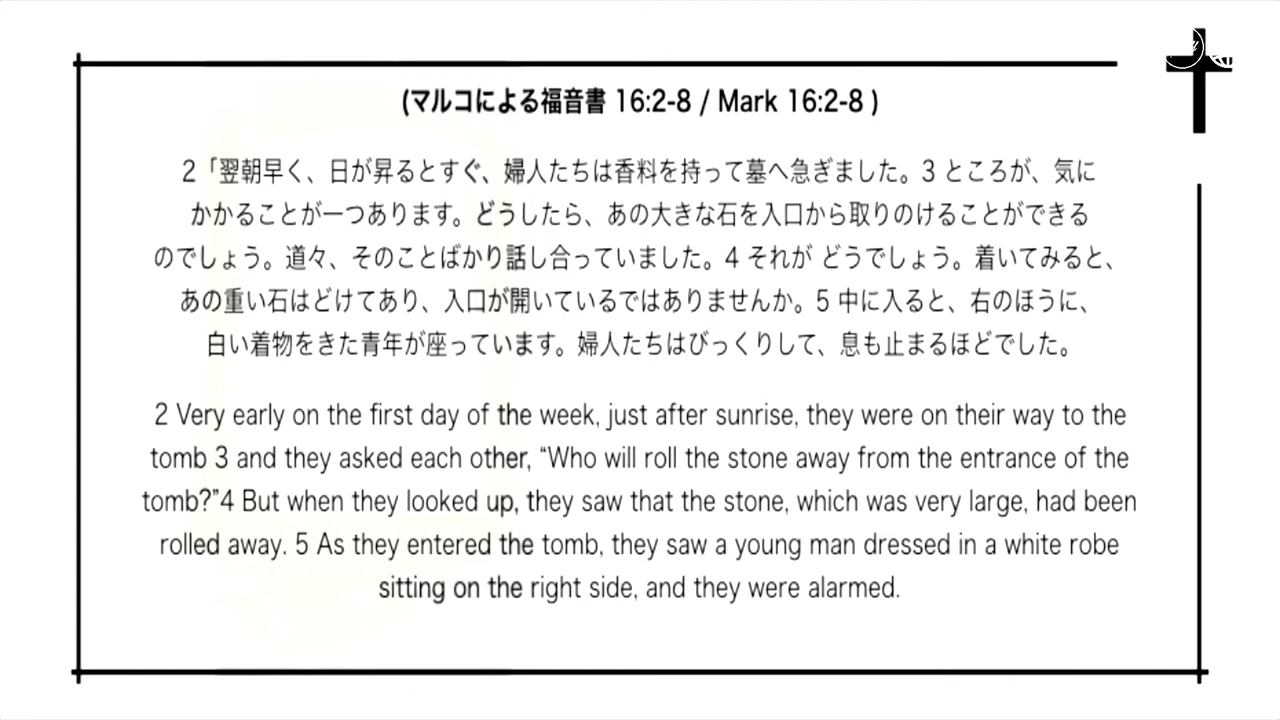 (マルコによる福音書 16:2-8 / Mark 16:2-8 )
2「翌朝早く、日が昇るとすぐ、婦人たちは香料を持って墓へ急ぎました。3 ところが、気に
かかることが一つあります。どうしたら、あの大きな石を入口から取りのけることができる
のでしょう。道々、そのことばかり話し合っていました。4 それが どうでしょう。着いてみると、
あの重い石はどけてあり、入口が開いているではありませんか。5 中に入ると、右のほうに、
白い着物をきた青年が座っています。婦人たちはびっくりして、息も止まるほどでした。
2 Very early on the first day of the week, just after sunrise, they were on their way to the
tomb 3 and they asked each other, “Who will roll the stone away from the entrance of the
tomb?”4 But when they looked up, they saw that the stone, which was very large, had been
rolled away. 5 As they entered the tomb, they saw a young man dressed in a white robe
sitting on the right side, and they were alarmed.